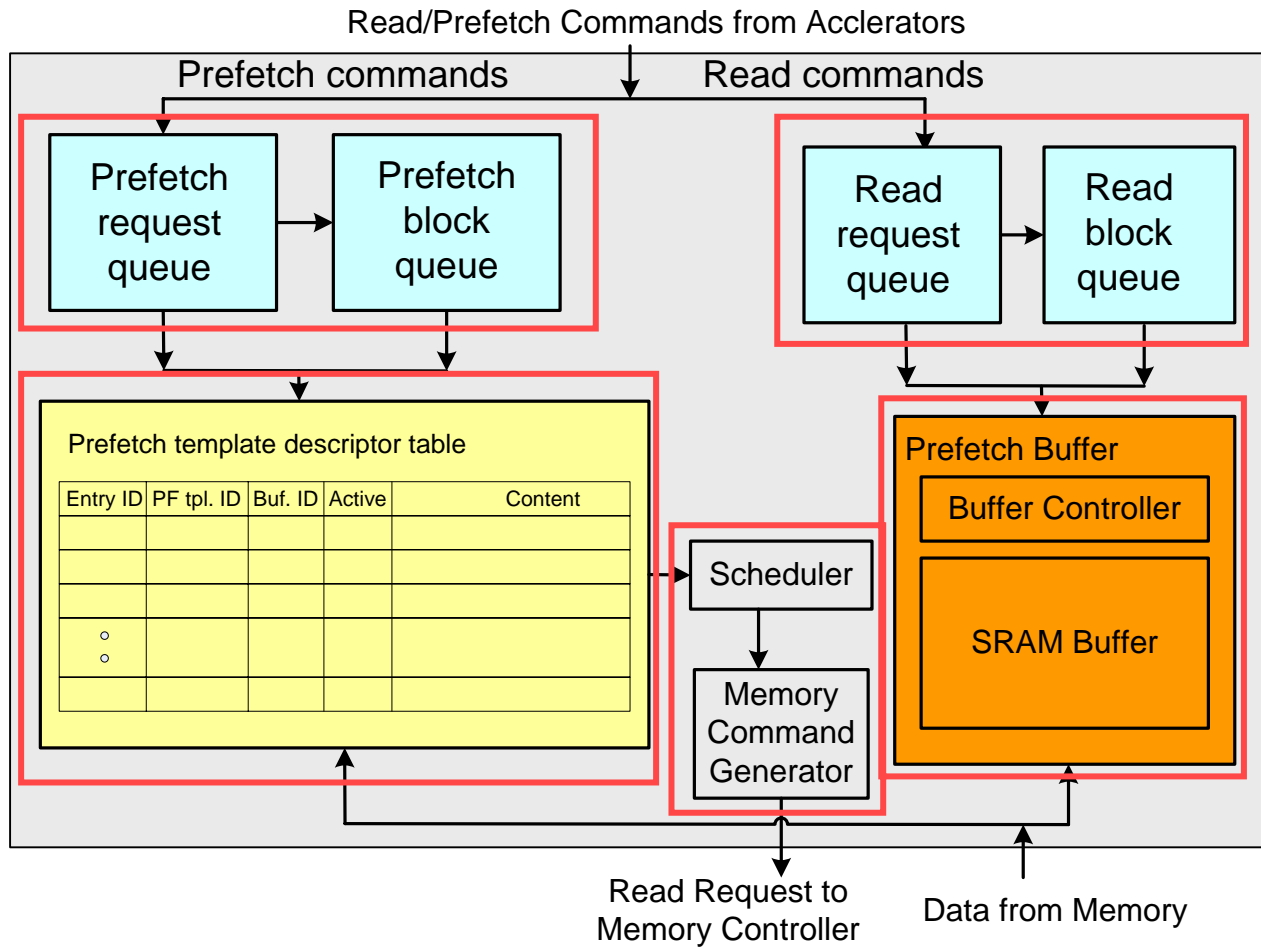 Read/Prefetch Commands from Acclerators
Prefetch commands
Read commands
Prefetch
request
queue
Prefetch
block
queue
Read
request
queue
Read
block
queue
Prefetch template descriptor table
Entry ID PF tpl. ID Buf. ID Active Content
Prefetch Buffer
Buffer Controller
SRAM Buffer
Scheduler
Memory
Command
Generator
Read Request to
Memory Controller
Data from Memory